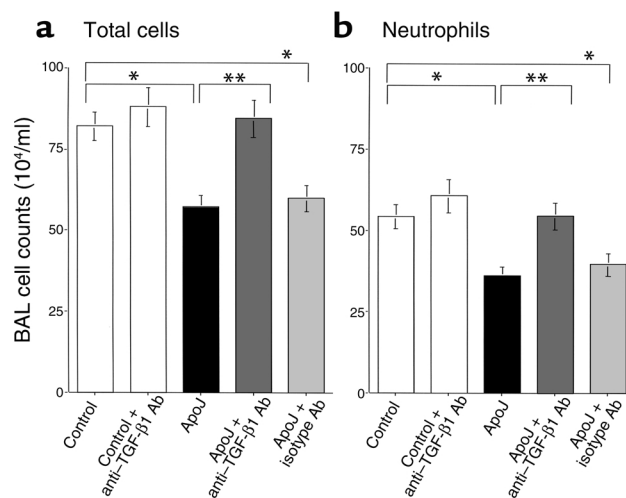 a Total cells
b Neutrophils
BAL cell counts (10⁴/ml)
100
75
50
25
0
* ** *
Control
Control +
anti–TGF-β1 Ab
ApoJ
ApoJ +
anti–TGF-β1 Ab
ApoJ +
isotype Ab
100
75
50
25
0
* ** *
Control
Control +
anti–TGF-β1 Ab
ApoJ
ApoJ +
anti–TGF-β1 Ab
ApoJ +
isotype Ab